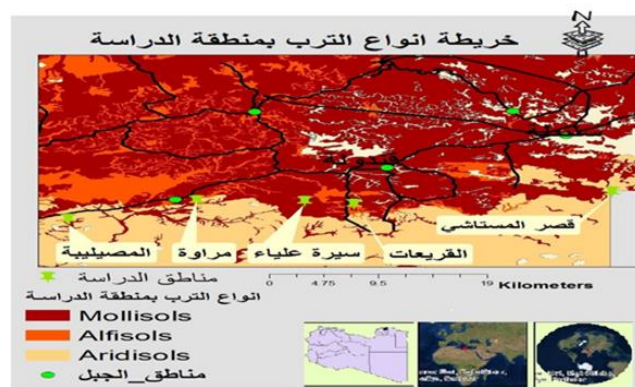 خريطة انواع الترب بمنطقة الدراسة
N
قصر المستاشي
المصيليبة
مراوة
سيرة علياء
القريعات
مناطق الدراسة
0 4.75 9.5 19 Kilometers
انواع الترب بمنطقة الدراسة
Mollisols
Alfisols
Aridisols
مناطق_الجبل